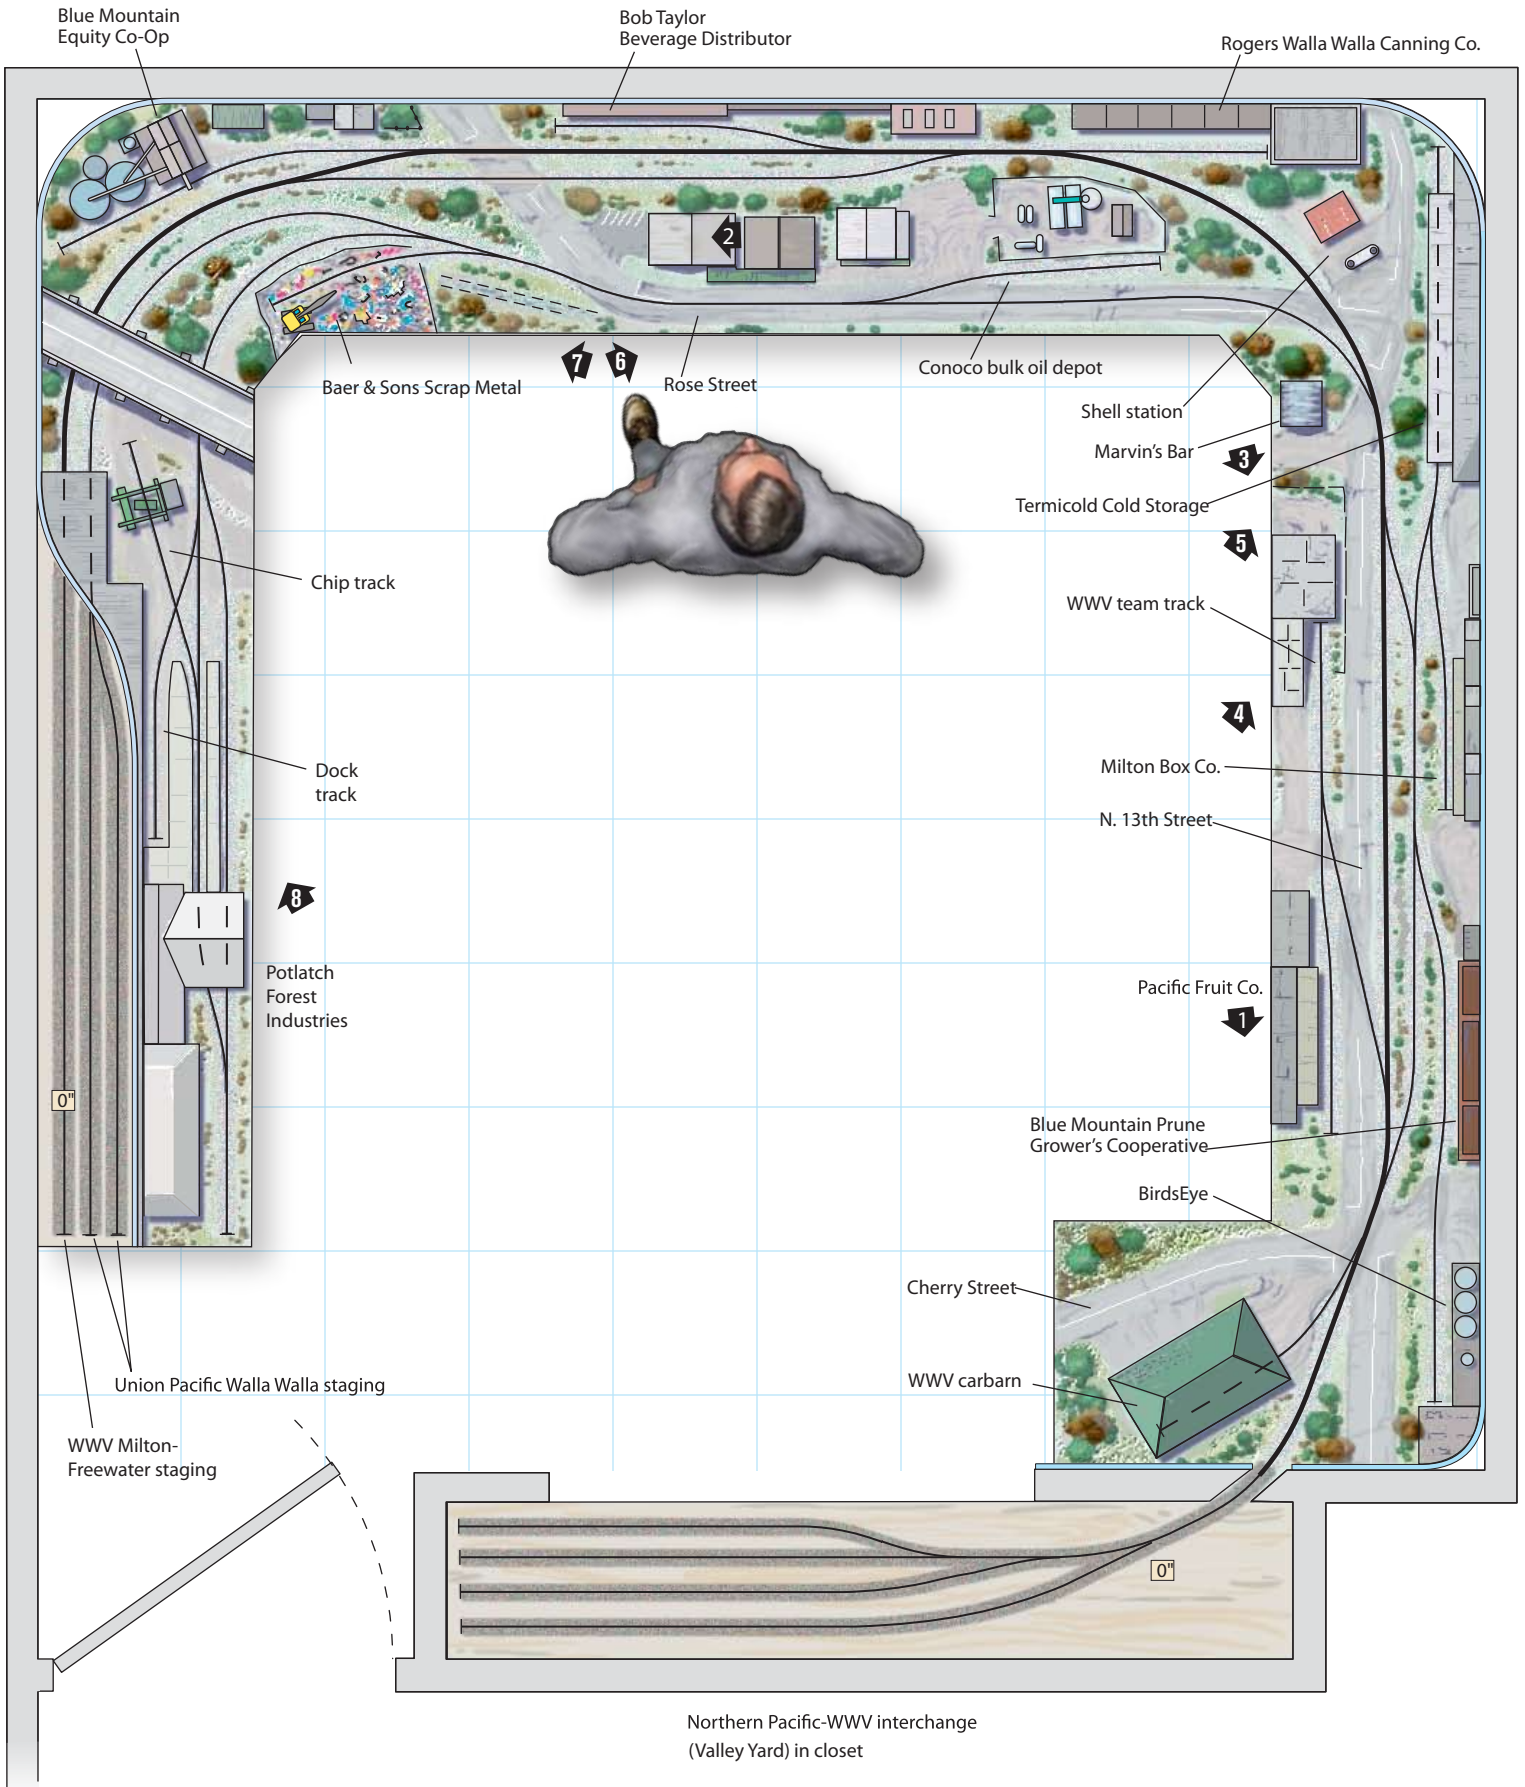 Blue Mountain
Equity Co-Op
Bob Taylor
Beverage Distributor
Rogers Walla Walla Canning Co.
2
7
6
Baer & Sons Scrap Metal
Rose Street
Conoco bulk oil depot
Shell station
Marvin's Bar
3
Termicold Cold Storage
5
Chip track
WWV team track
4
Dock
track
Milton Box Co.
N. 13th Street
8
Potlatch
Forest
Industries
Pacific Fruit Co.
1
0"
Blue Mountain Prune
Grower's Cooperative
BirdsEye
Cherry Street
WWV carbarn
Union Pacific Walla Walla staging
WWV Milton-
Freewater staging
0"
Northern Pacific-WWV interchange
(Valley Yard) in closet